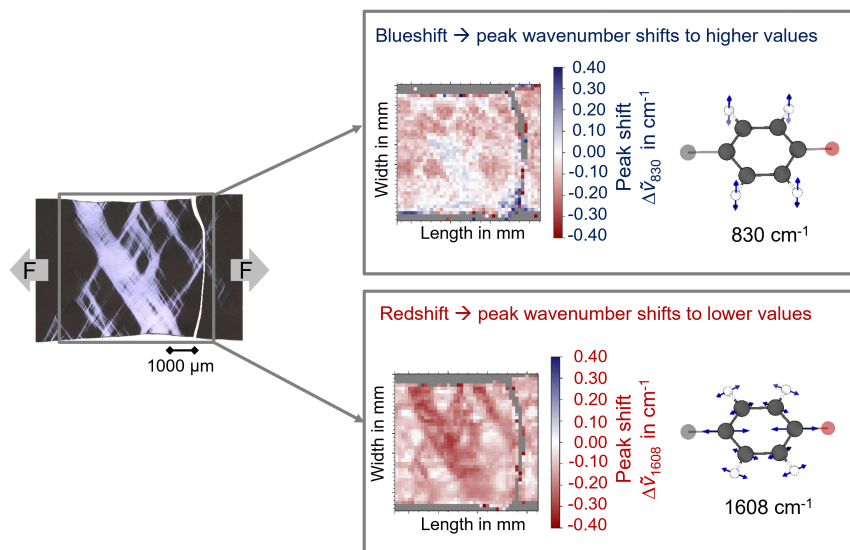 Blueshift → peak wavenumber shifts to higher values
0.40
0.30
0.20
0.10
0.00
-0.10
-0.20
-0.30
-0.40
Peak shift
Δṽ830 in cm-1
Width in mm
Length in mm
830 cm-1
F
F
1000 µm
Redshift → peak wavenumber shifts to lower values
0.40
0.30
0.20
0.10
0.00
-0.10
-0.20
-0.30
-0.40
Peak shift
Δṽ1608 in cm-1
Width in mm
Length in mm
1608 cm-1